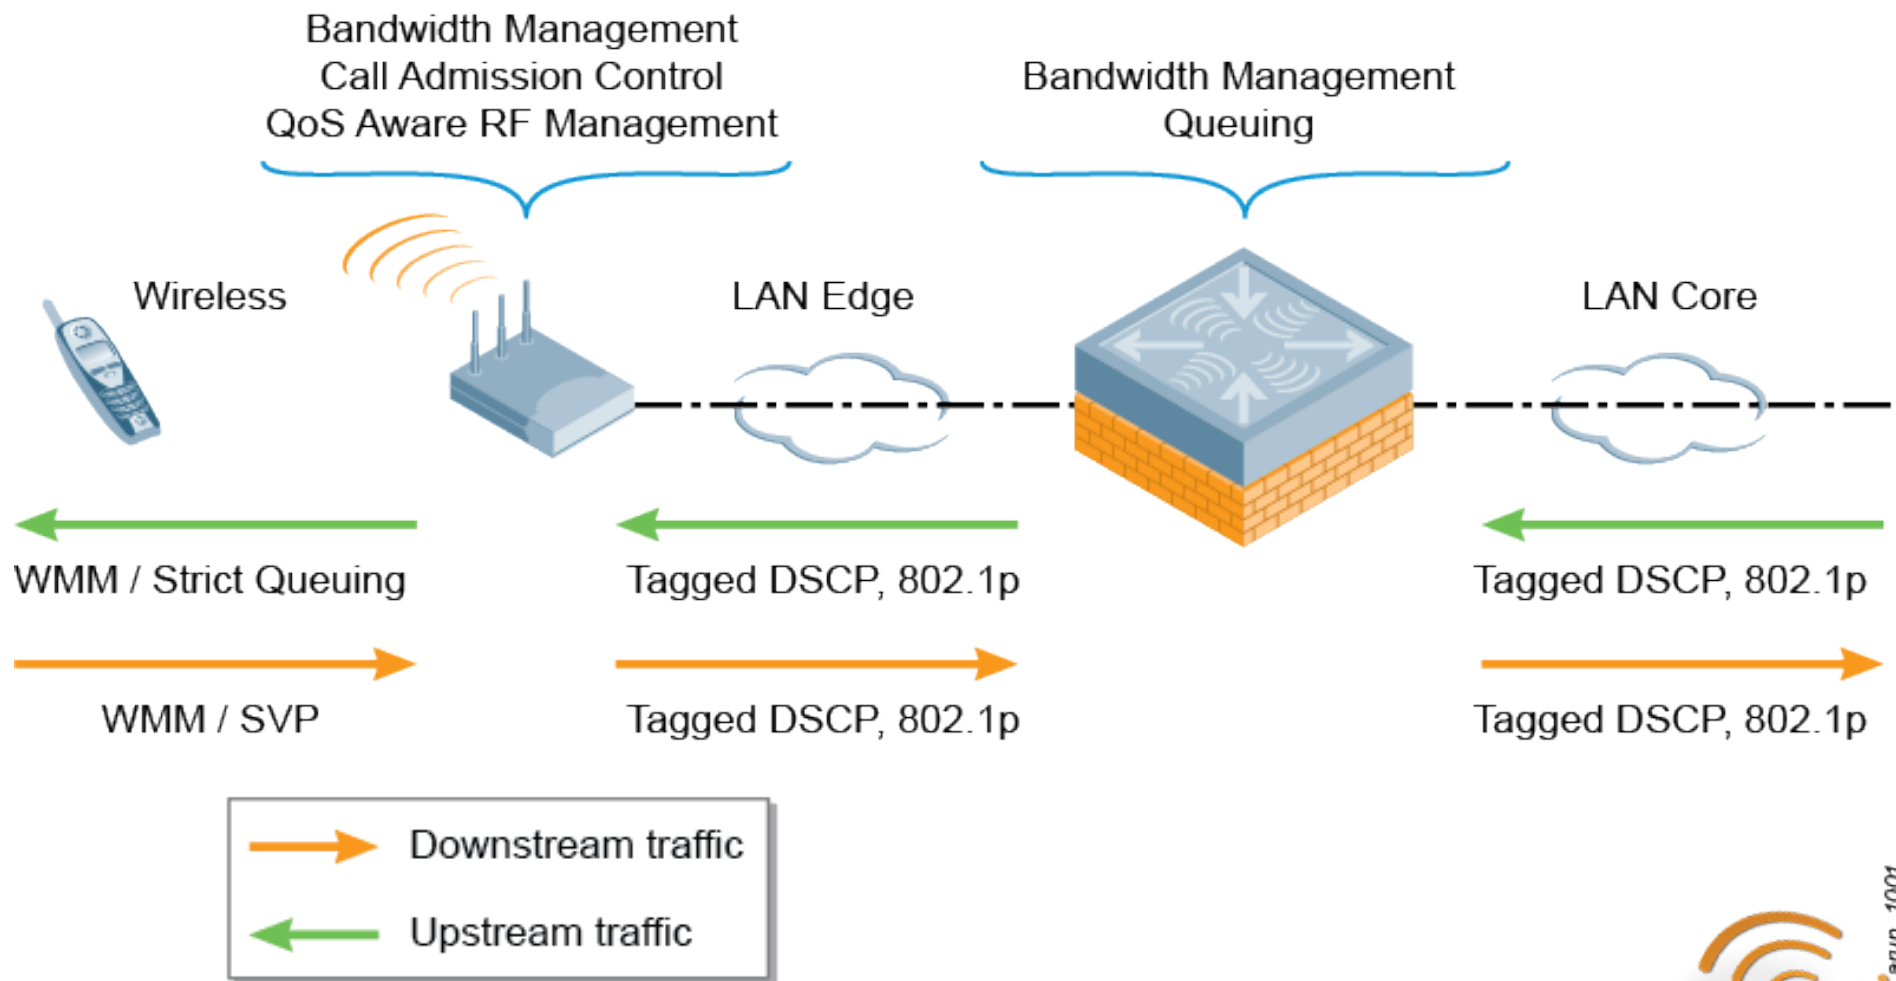 Bandwidth Management
Call Admission Control
QoS Aware RF Management
Bandwidth Management
Queuing
Wireless
LAN Edge
LAN Core
WMM / Strict Queuing
Tagged DSCP, 802.1p
Tagged DSCP, 802.1p
WMM / SVP
Tagged DSCP, 802.1p
Tagged DSCP, 802.1p
Downstream traffic
Upstream traffic